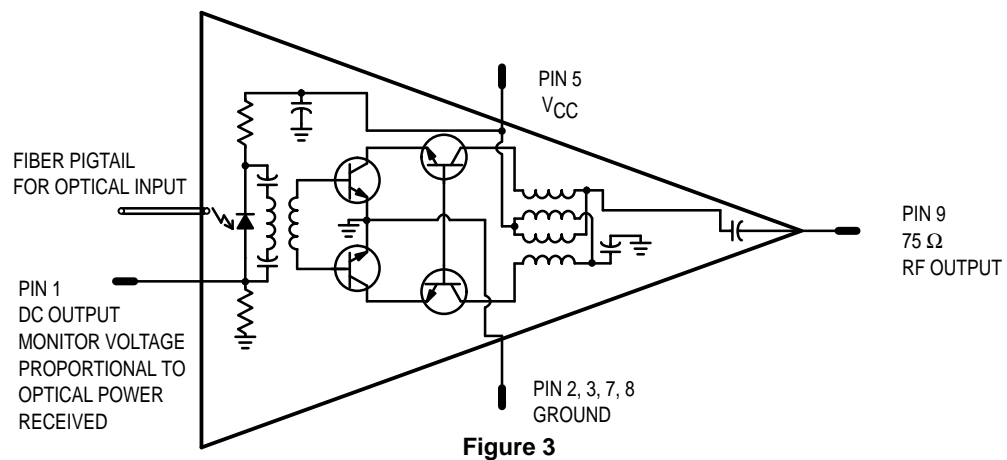 PIN 5
VCC
FIBER PIGTAIL
FOR OPTICAL INPUT
PIN 9
75 Ω
RF OUTPUT
PIN 1
DC OUTPUT
MONITOR VOLTAGE
PROPORTIONAL TO
OPTICAL POWER
RECEIVED
PIN 2, 3, 7, 8
GROUND
Figure 3